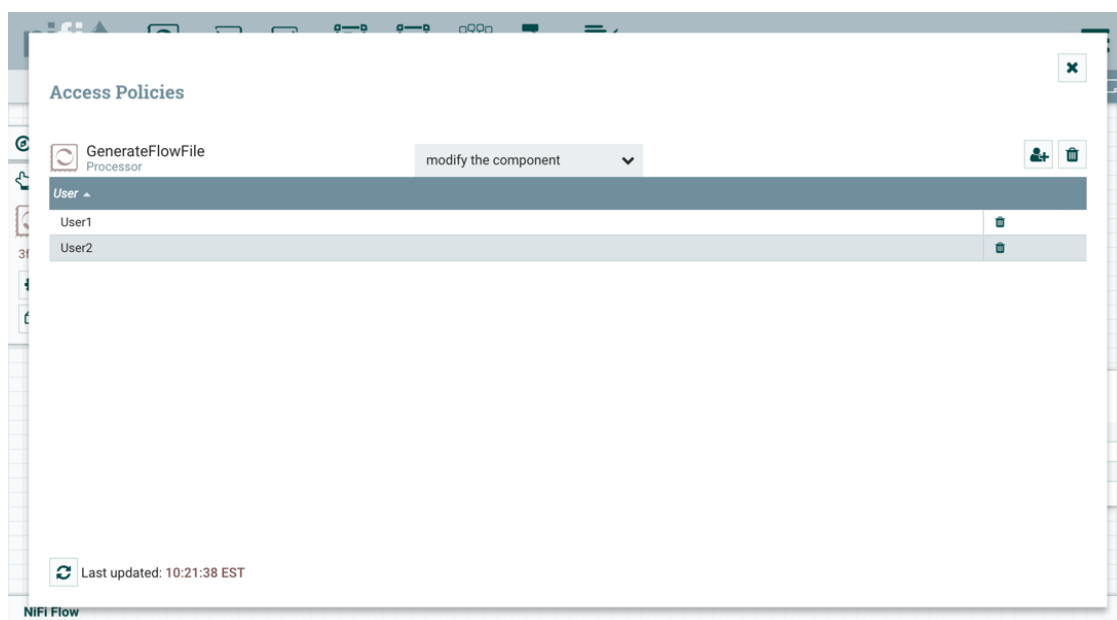 Access Policies
GenerateFlowFile
Processor
modify the component
User
User1
User2
Last updated: 10:21:38 EST
NiFi Flow